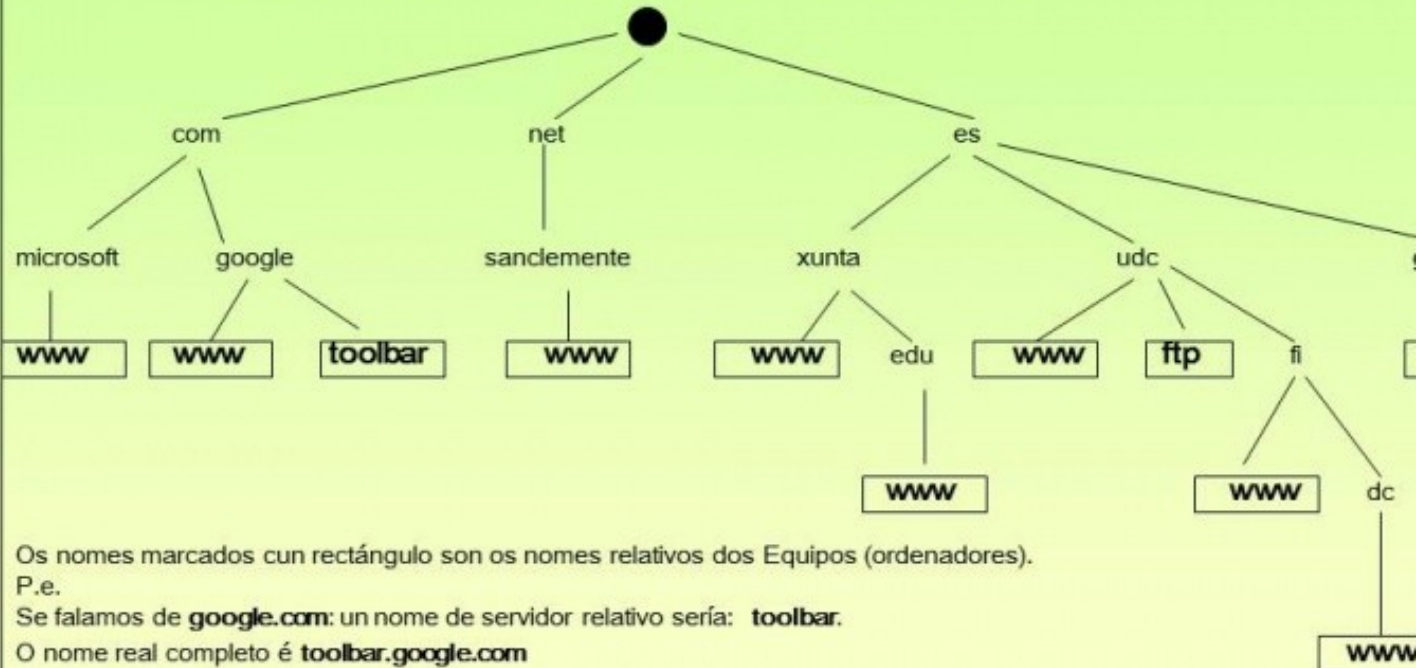 com net es
microsoft google sanclemente xunta udc
www www toolbar www www edu www ftp fi
www www dc
Os nomes marcados cun rectángulo son os nomes relativos dos Equipos (ordenadores).
P.e.
Se falamos de google.com: un nome de servidor relativo sería: toolbar.
O nome real completo é toolbar.google.com
www